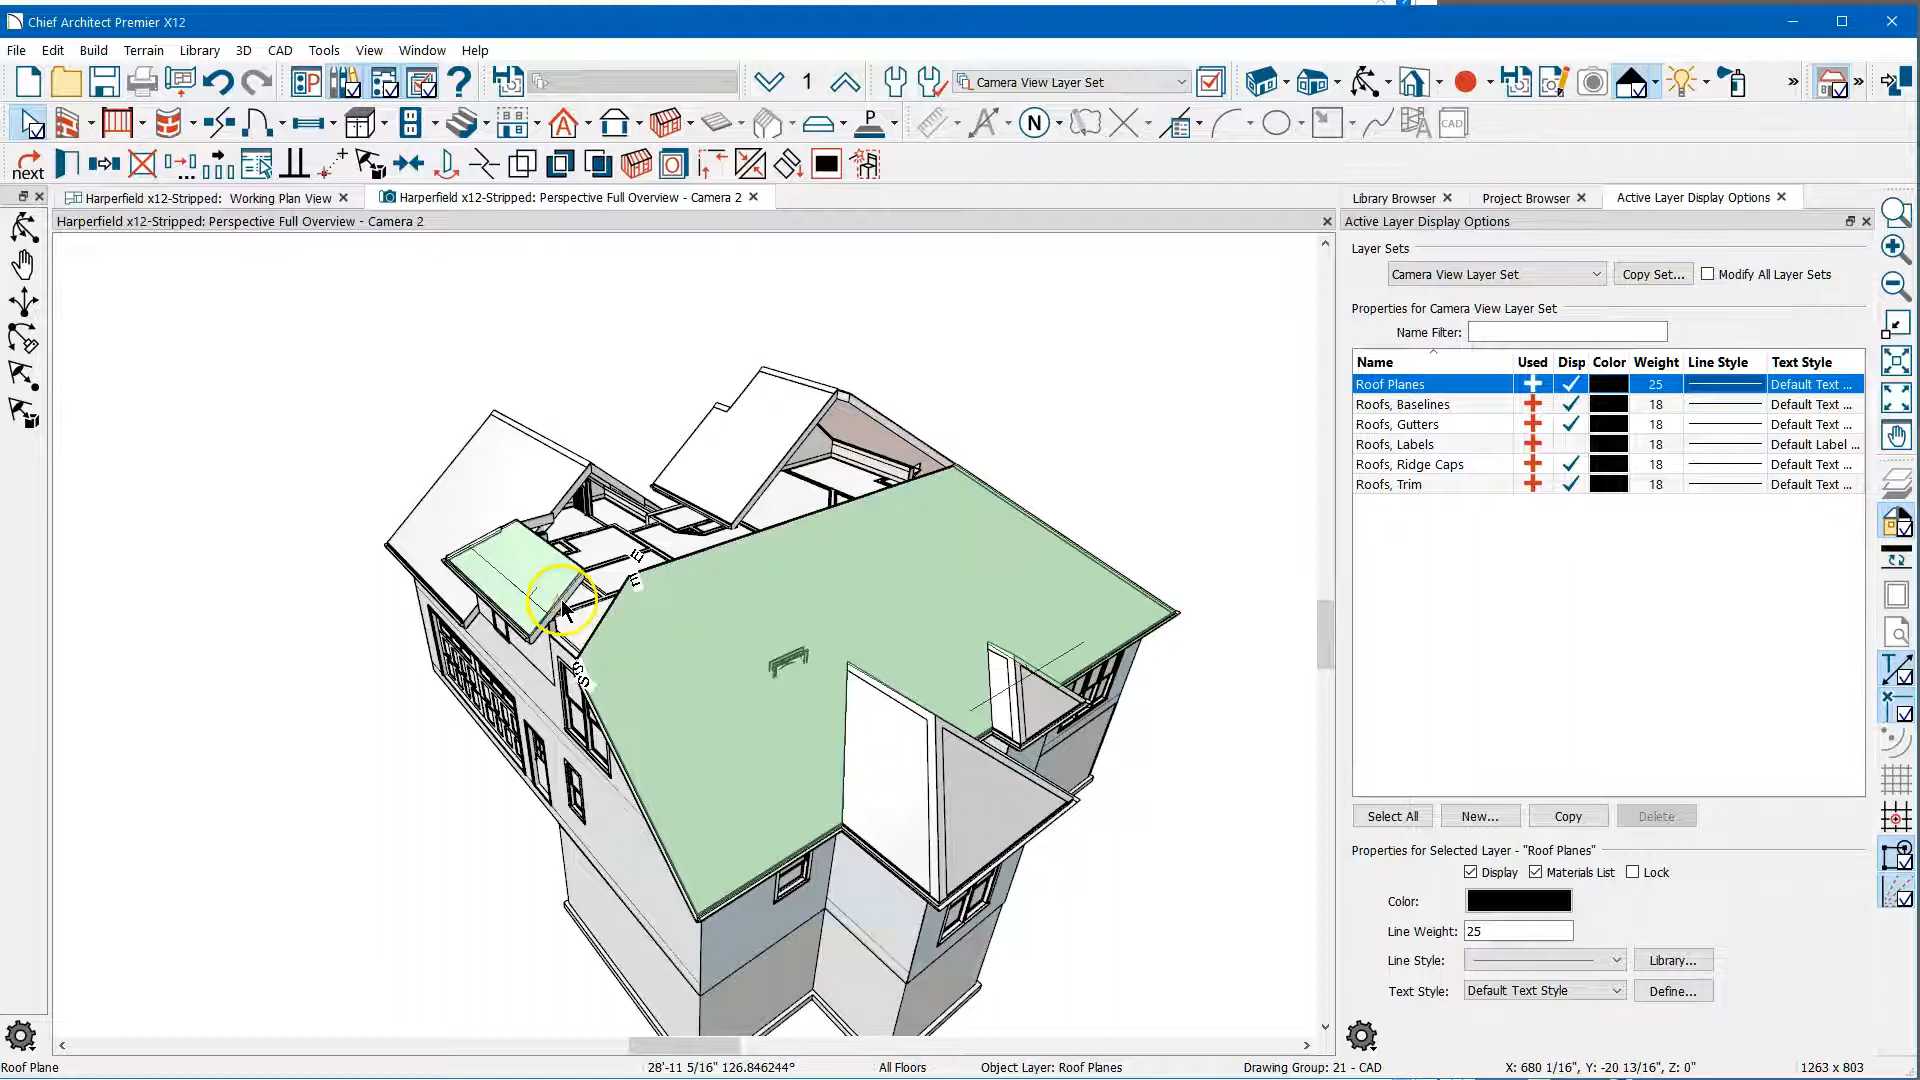 Chief Architect Premier X12
File Edit Build Terrain Library 3D CAD Tools View Window Help
1 Camera View Layer Set
N P CAD
next
Harperfield x12-Stripped: Working Plan View Harperfield x12-Stripped: Perspective Full Overview - Camera 2 Library Browser Project Browser Active Layer Display Options
Harperfield x12-Stripped: Perspective Full Overview - Camera 2
Active Layer Display Options
Layer Sets
Camera View Layer Set Copy Set... Modify All Layer Sets
Properties for Camera View Layer Set
Name Filter:
Name Used Disp Color Weight Line Style Text Style
Roof Planes 25 Default Text ...
Roofs, Baselines 18 Default Text ...
Roofs, Gutters 18 Default Text ...
Roofs, Labels 18 Default Label ...
Roofs, Ridge Caps 18 Default Text ...
Roofs, Trim 18 Default Text ...
Select All New... Copy Delete
Properties for Selected Layer - "Roof Planes"
Display Materials List Lock
Color:
Line Weight: 25
Line Style: Library...
Text Style: Default Text Style Define...
Roof Plane 28'-11 5/16" 126.846244° All Floors Object Layer: Roof Planes Drawing Group: 21 - CAD X: 680 1/16", Y: -20 13/16", Z: 0" 1263 x 803